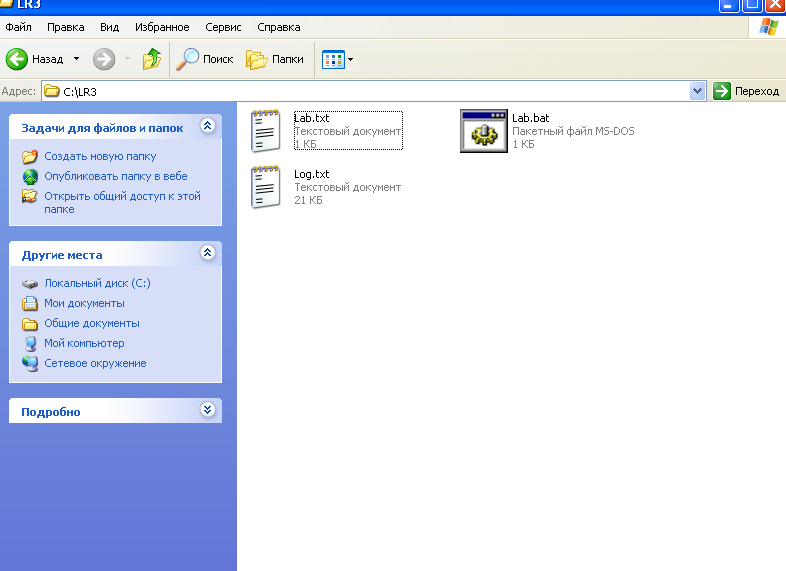 LR3
Файл Правка Вид Избранное Сервис Справка
Назад Поиск Папки
Адрес: C:\LR3 Переход
Задачи для файлов и папок
Создать новую папку
Опубликовать папку в вебе
Открыть общий доступ к этой
папке
Другие места
Локальный диск (C:)
Мои документы
Общие документы
Мой компьютер
Сетевое окружение
Подробно
Lab.txt
Текстовый документ
1 КБ
Lab.bat
Пакетный файл MS-DOS
1 КБ
Log.txt
Текстовый документ
21 КБ